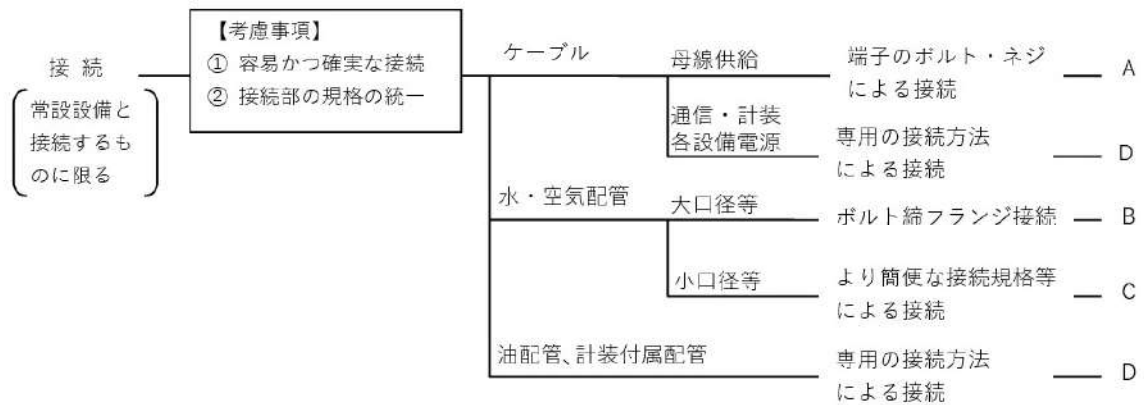 接 続
常設設備と
接続するも
のに限る
【考慮事項】
① 容易かつ確実な接続
② 接続部の規格の統一
ケーブル
母線供給
端子のボルト・ネジ
による接続
A
通信・計装
各設備電源
専用の接続方法
による接続
D
水・空気配管
大口径等
ボルト締フランジ接続
B
小口径等
より簡便な接続規格等
による接続
C
油配管、計装付属配管
専用の接続方法
による接続
D